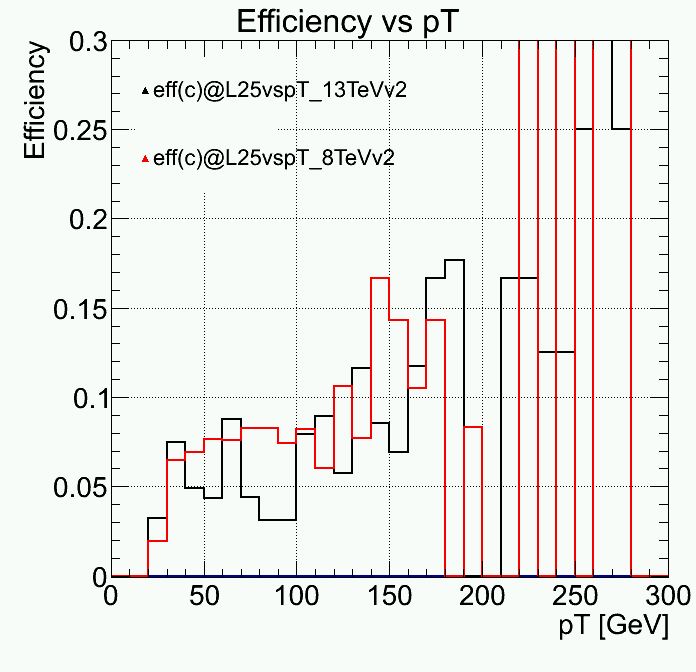 Efficiency vs pT
Efficiency
0.3
0.25
0.2
0.15
0.1
0.05
0
eff(c)@L25vspT_13TeVv2
eff(c)@L25vspT_8TeVv2
0 50 100 150 200 250 300
pT [GeV]